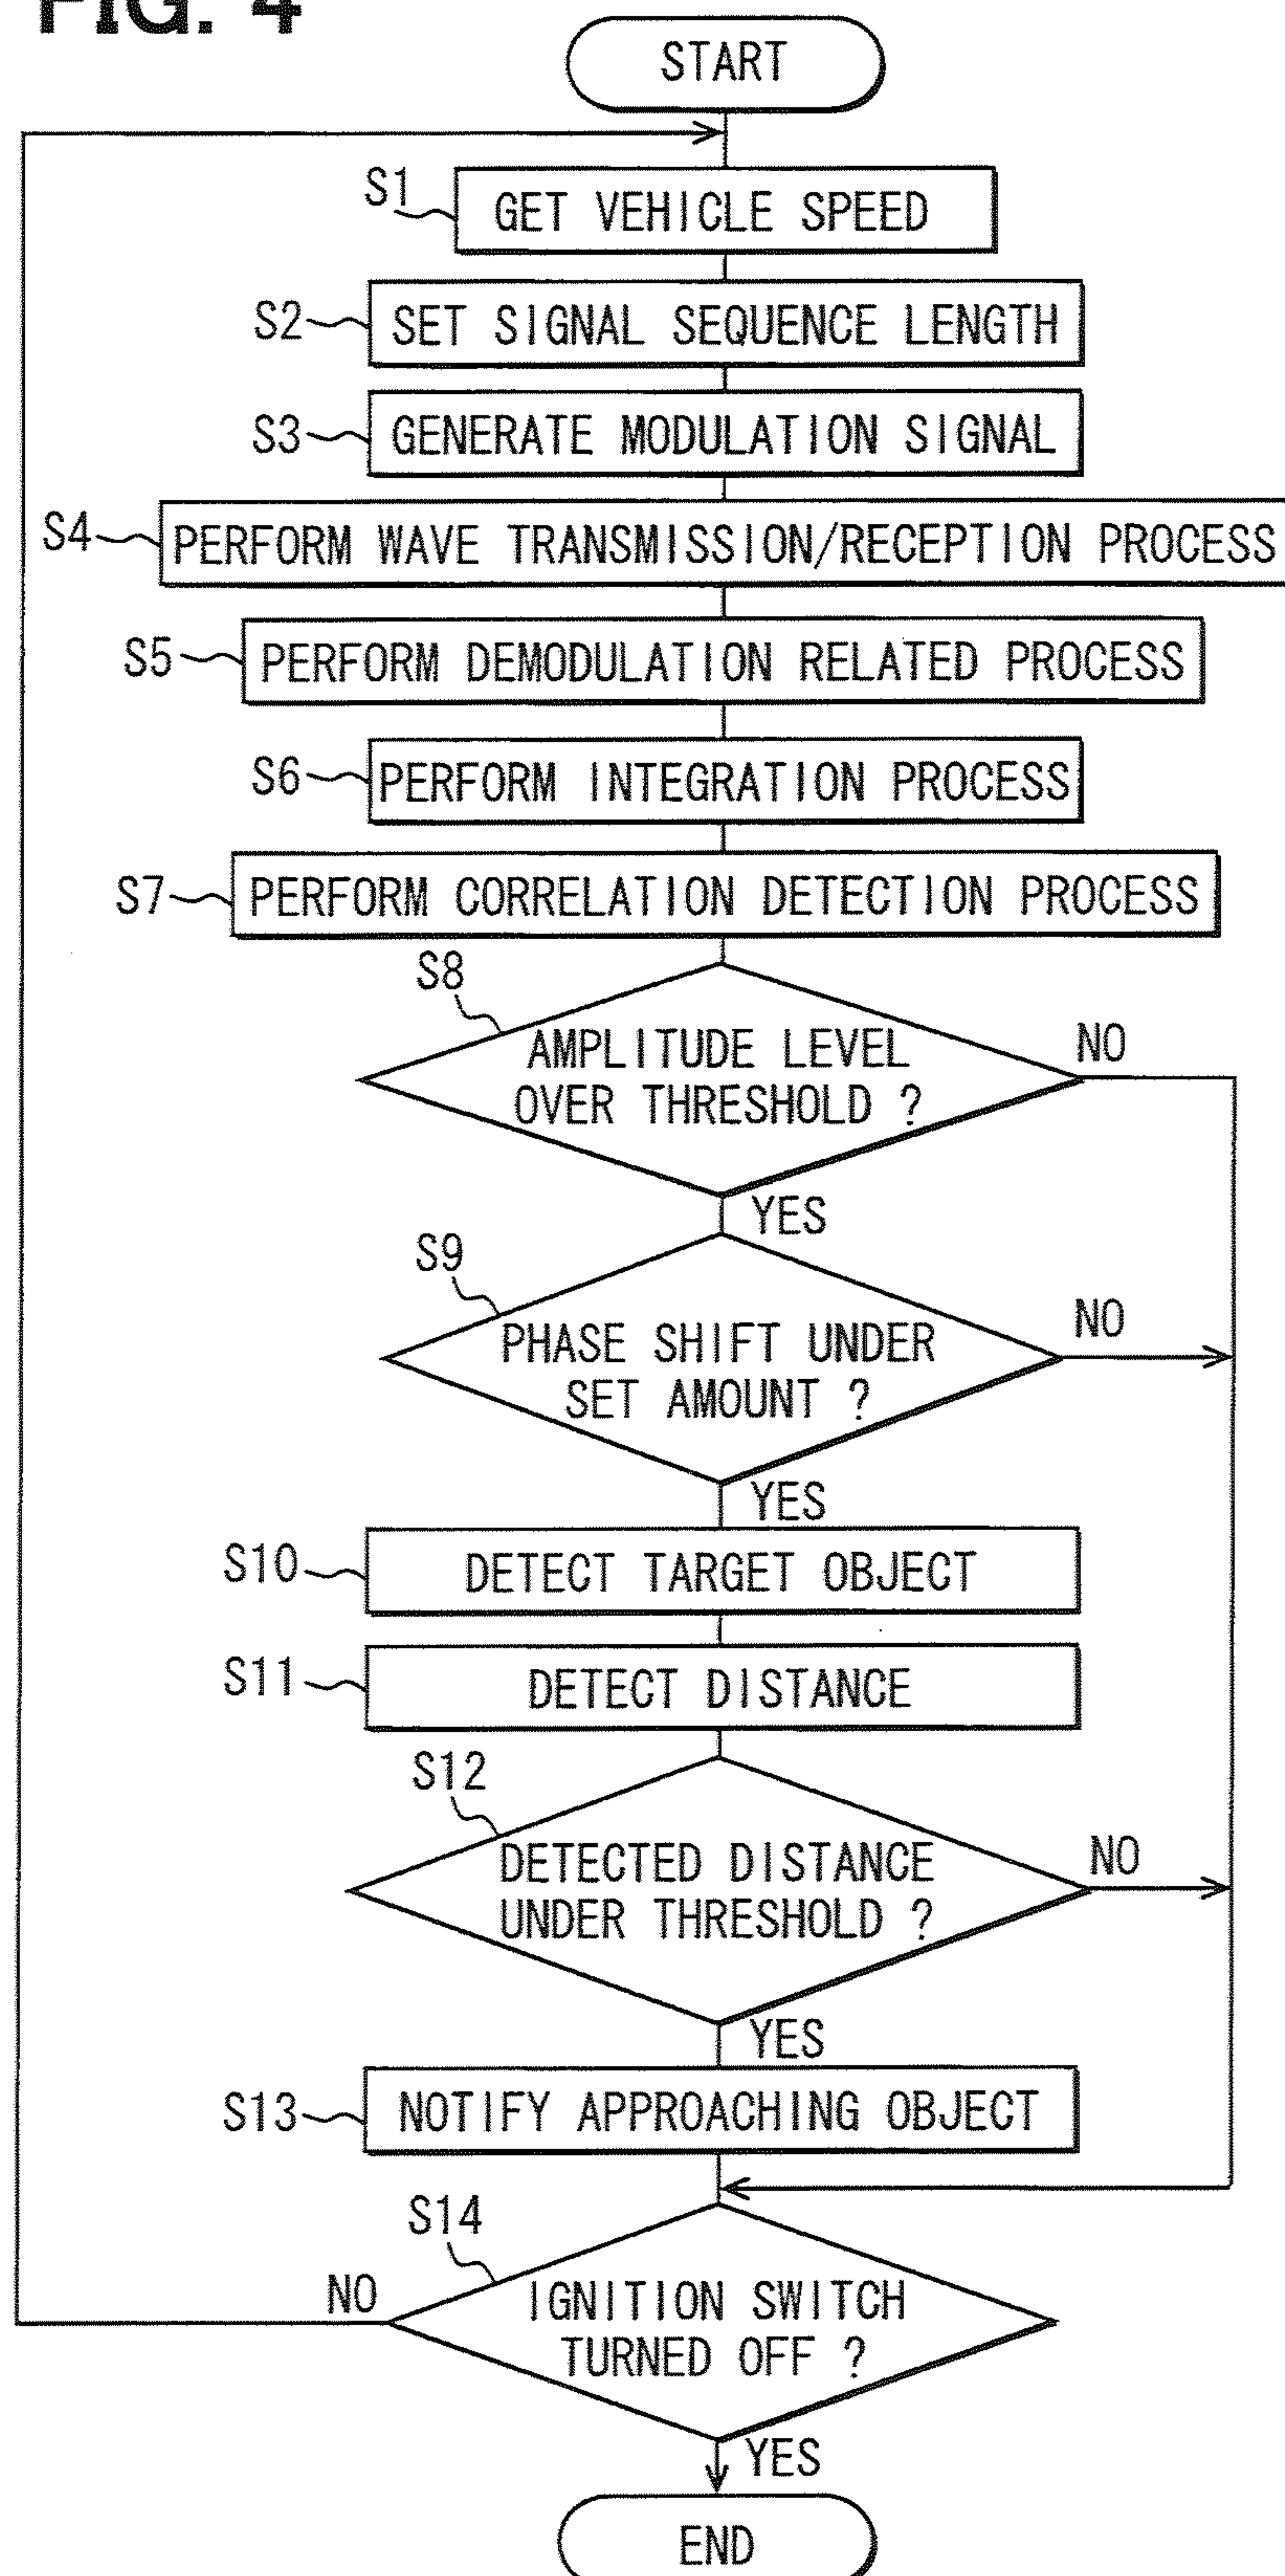 FIG. 4
START
S1
GET VEHICLE SPEED
S2
SET SIGNAL SEQUENCE LENGTH
S3
GENERATE MODULATION SIGNAL
S4
PERFORM WAVE TRANSMISSION/RECEPTION PROCESS
S5
PERFORM DEMODULATION RELATED PROCESS
S6
PERFORM INTEGRATION PROCESS
S7
PERFORM CORRELATION DETECTION PROCESS
S8
AMPLITUDE LEVEL
OVER THRESHOLD ?
NO
YES
S9
PHASE SHIFT UNDER
SET AMOUNT ?
NO
YES
S10
DETECT TARGET OBJECT
S11
DETECT DISTANCE
S12
DETECTED DISTANCE
UNDER THRESHOLD ?
NO
YES
S13
NOTIFY APPROACHING OBJECT
S14
IGNITION SWITCH
TURNED OFF ?
NO
YES
END